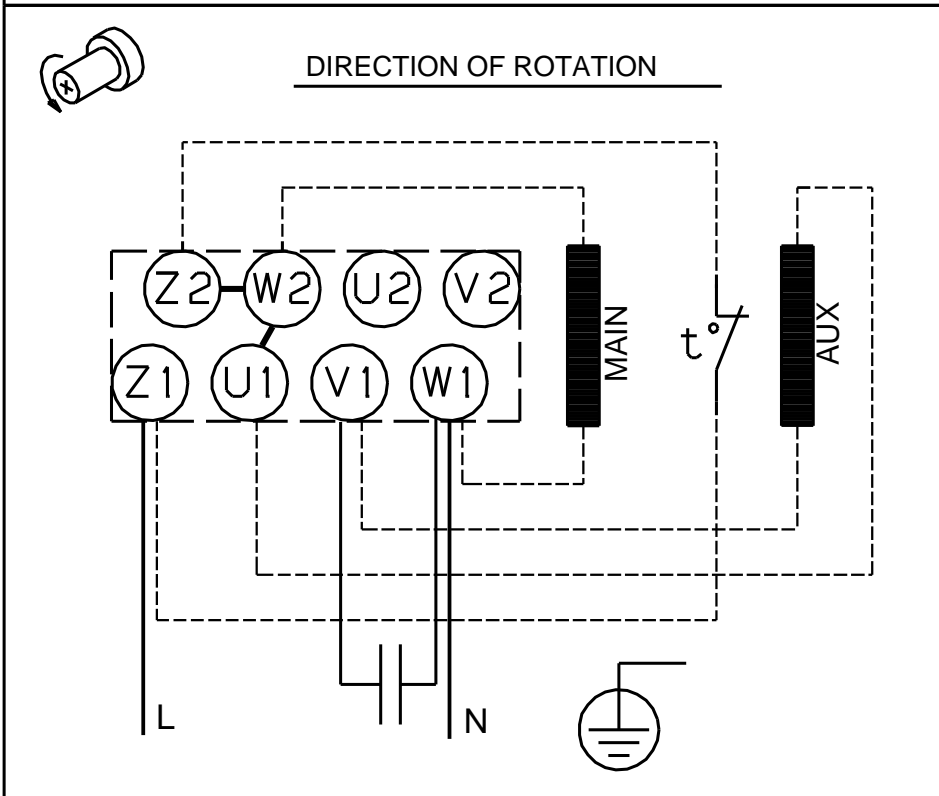 DIRECTION OF ROTATION
Z2 W2 U2 V2
Z1 U1 V1 W1
MAIN
t°
AUX
L
N